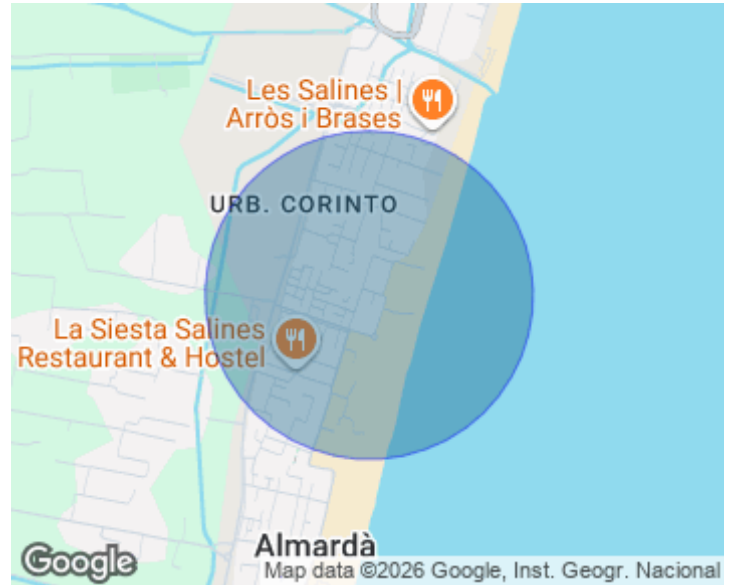 Les Salines |
Arròs i Brases
URB. CORINTO
La Siesta Salines
Restaurant & Hostel
Almardà
Google
Map data ©2026 Google, Inst. Geogr. Nacional